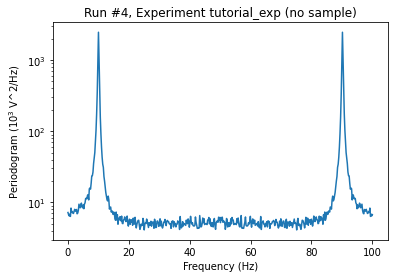 Run #4, Experiment tutorial_exp (no sample)
Periodogram (10³ V^2/Hz)
10³
10²
10¹
0 20 40 60 80 100
Frequency (Hz)